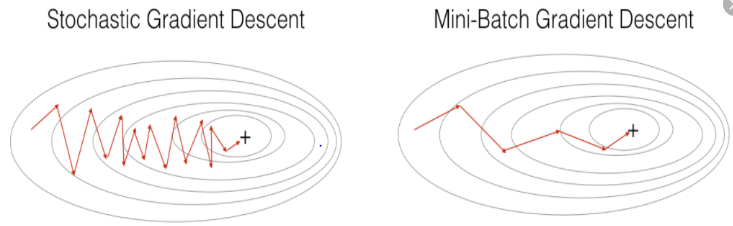 Stochastic Gradient Descent
Mini-Batch Gradient Descent